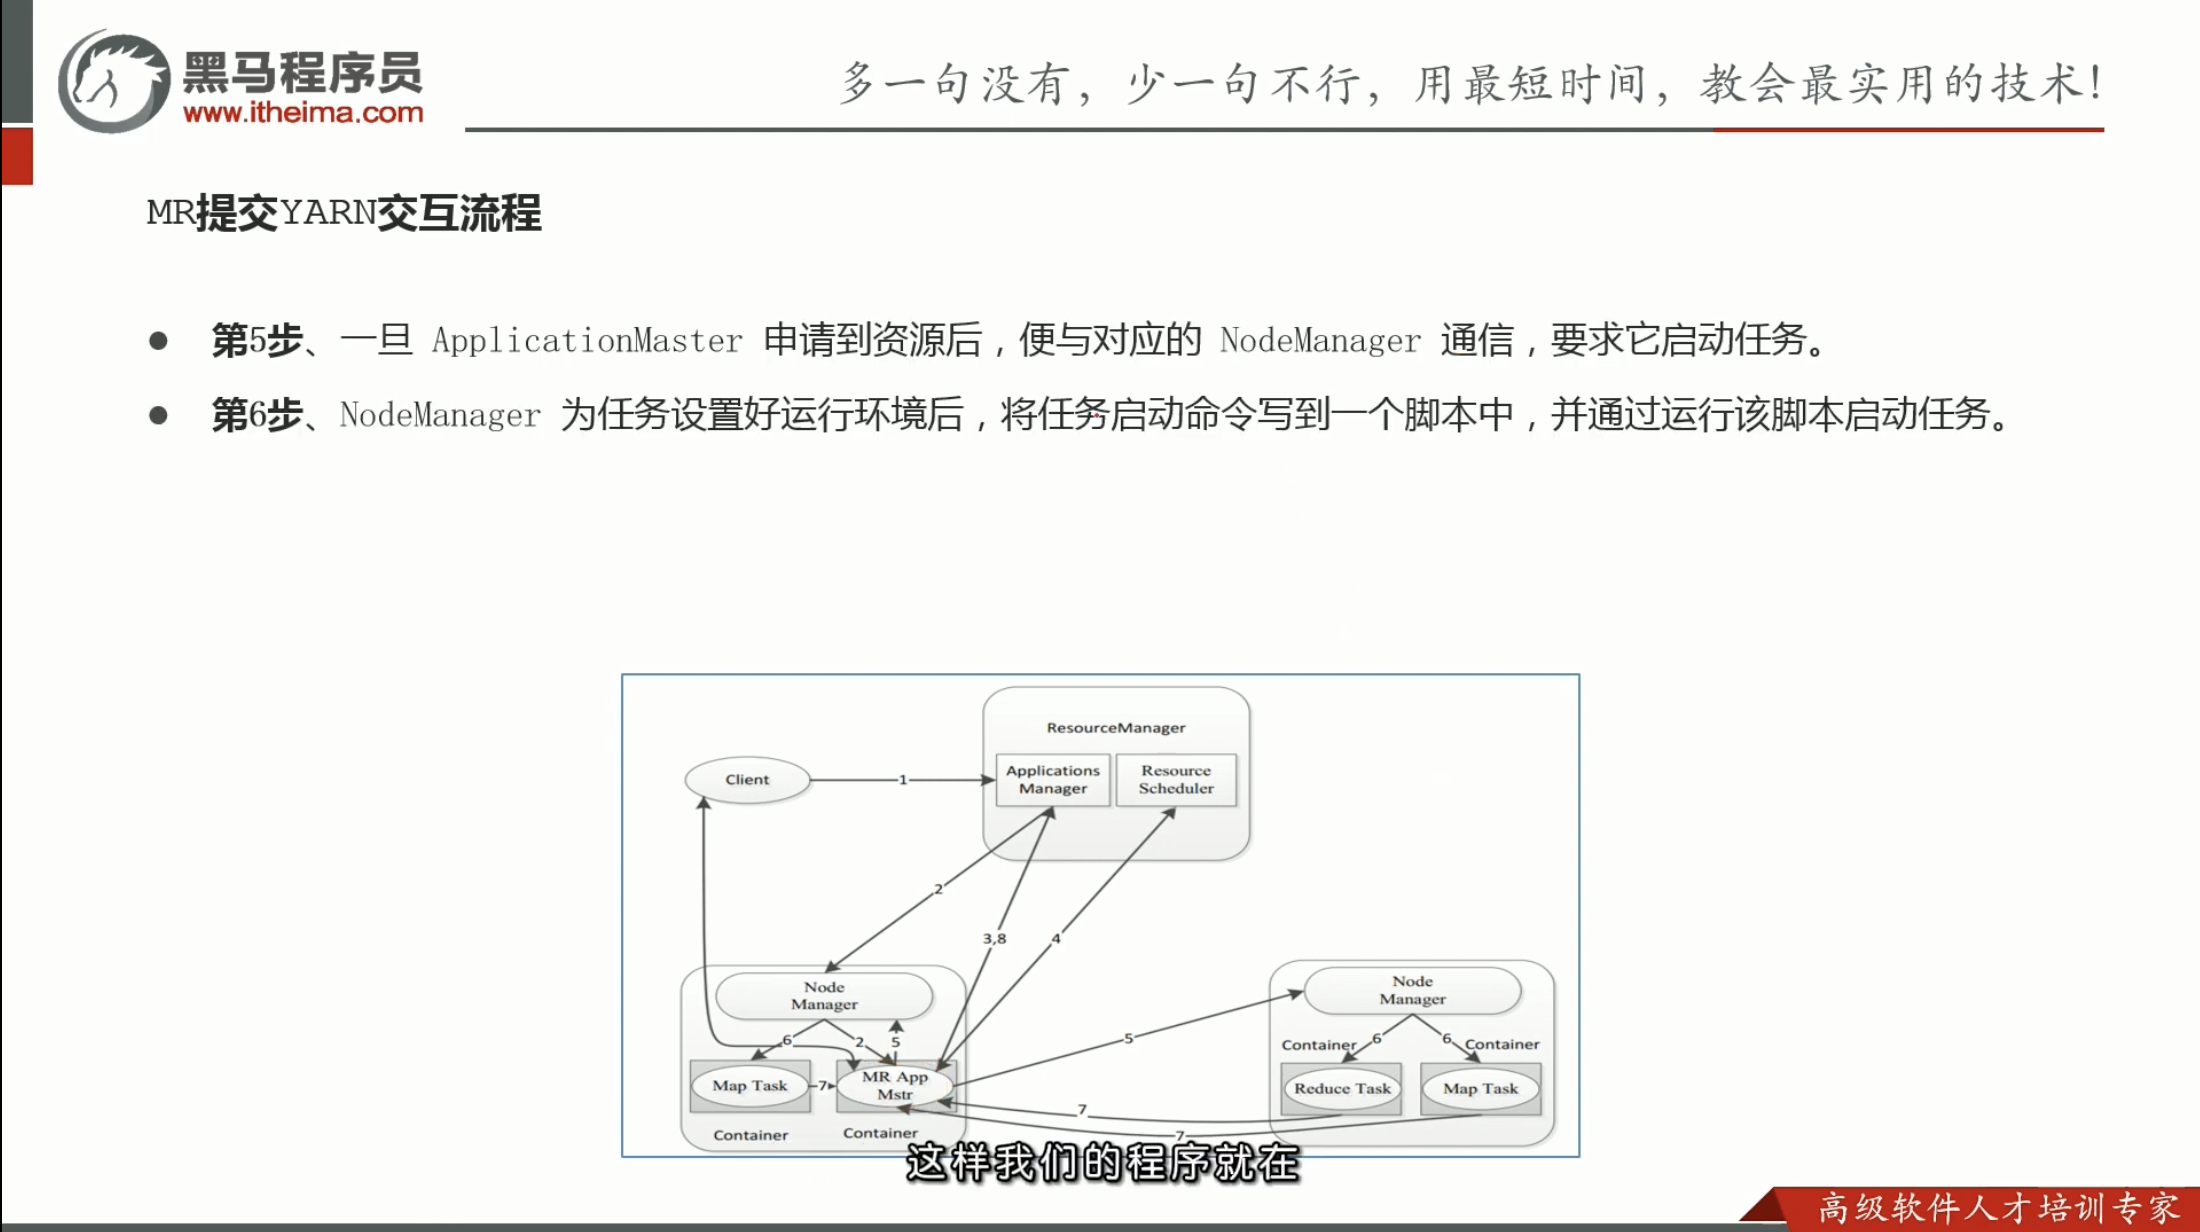 黑马程序员
www.itheima.com
多一句没有，少一句不行，用最短时间，教会最实用的技术！
MR提交YARN交互流程
● 第5步、一旦 ApplicationMaster 申请到资源后，便与对应的 NodeManager 通信，要求它启动任务。
● 第6步、NodeManager 为任务设置好运行环境后，将任务启动命令写到一个脚本中，并通过运行该脚本启动任务。
ResourceManager
Client
1
Applications
Manager
Resource
Scheduler
2
3,8
4
Node
Manager
Node
Manager
6
2
5
5
Container
6
6
Container
Map Task
7
MR App
Mstr
Reduce Task
Map Task
7
7
Container
Container
这样我们的程序就在
高级软件人才培训专家